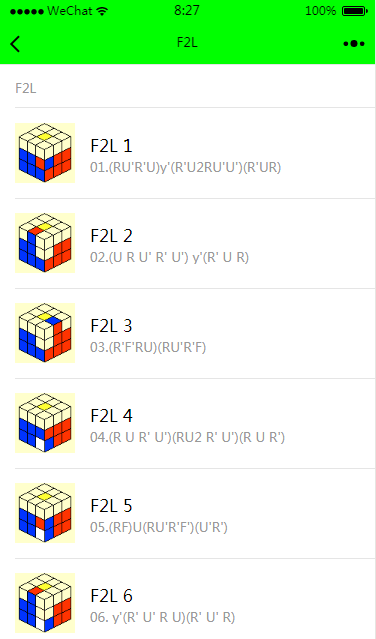 WeChat 8:27 100%
F2L
F2L
F2L 1
01.(RU'R'U)y'(R'U2RU'U')(R'UR)
F2L 2
02.(U R U' R' U') y'(R' U R)
F2L 3
03.(R'F'RU)(RU'R'F)
F2L 4
04.(R U R' U')(RU2 R' U')(R U R')
F2L 5
05.(RF)U(RU'R'F')(U'R')
F2L 6
06. y'(R' U' R U)(R' U' R)